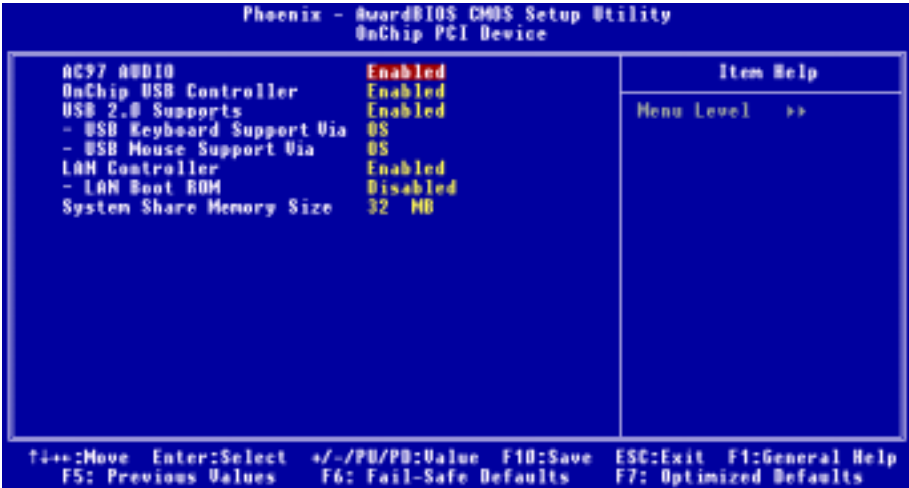 Phoenix - AwardBIOS CMOS Setup Utility
OnChip PCI Device
AC97 AUDIO Enabled
OnChip USB Controller Enabled
USB 2.0 Supports Enabled
- USB Keyboard Support Via OS
- USB Mouse Support Via OS
LAN Controller Enabled
- LAN Boot ROM Disabled
System Share Memory Size 32 MB
Item Help
Menu Level ▸▸
↑↓→←:Move Enter:Select +/-/PU/PD:Value F10:Save ESC:Exit F1:General Help
F5: Previous Values F6: Fail-Safe Defaults F7: Optimized Defaults